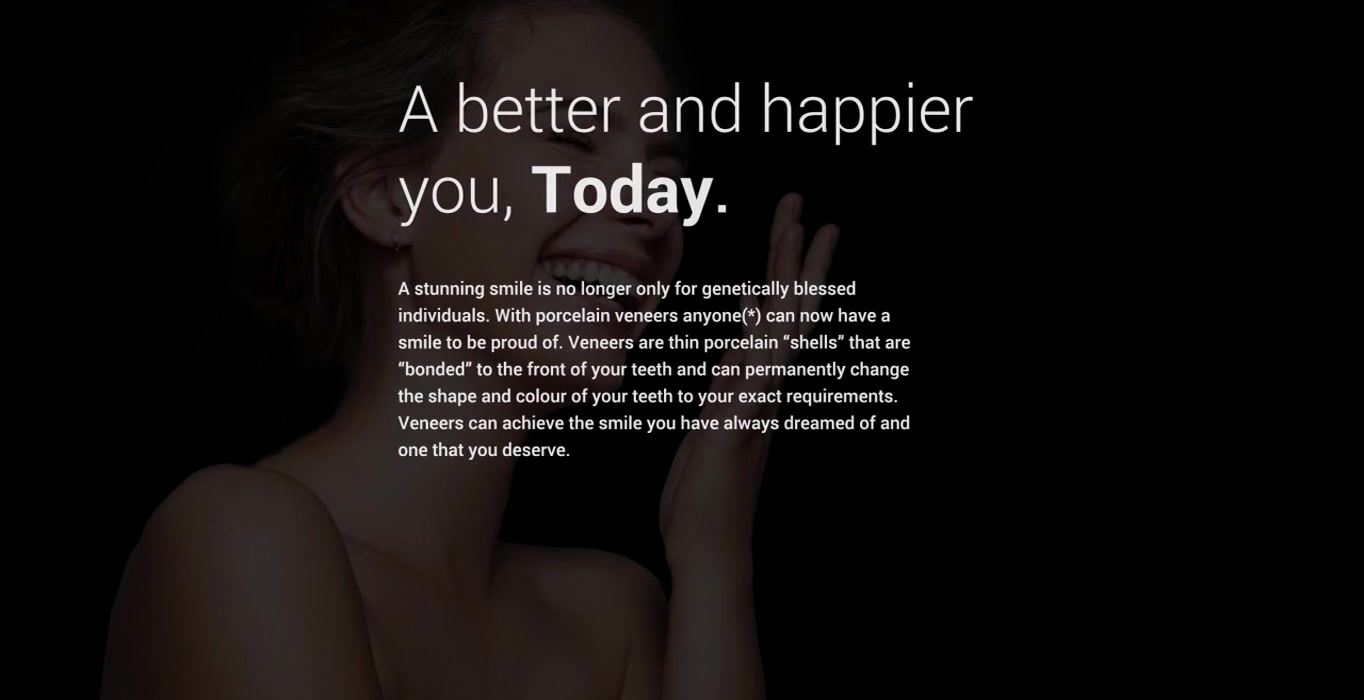 A better and happier
you, Today.
A stunning smile is no longer only for genetically blessed
individuals. With porcelain veneers anyone(*) can now have a
smile to be proud of. Veneers are thin porcelain “shells” that are
“bonded” to the front of your teeth and can permanently change
the shape and colour of your teeth to your exact requirements.
Veneers can achieve the smile you have always dreamed of and
one that you deserve.